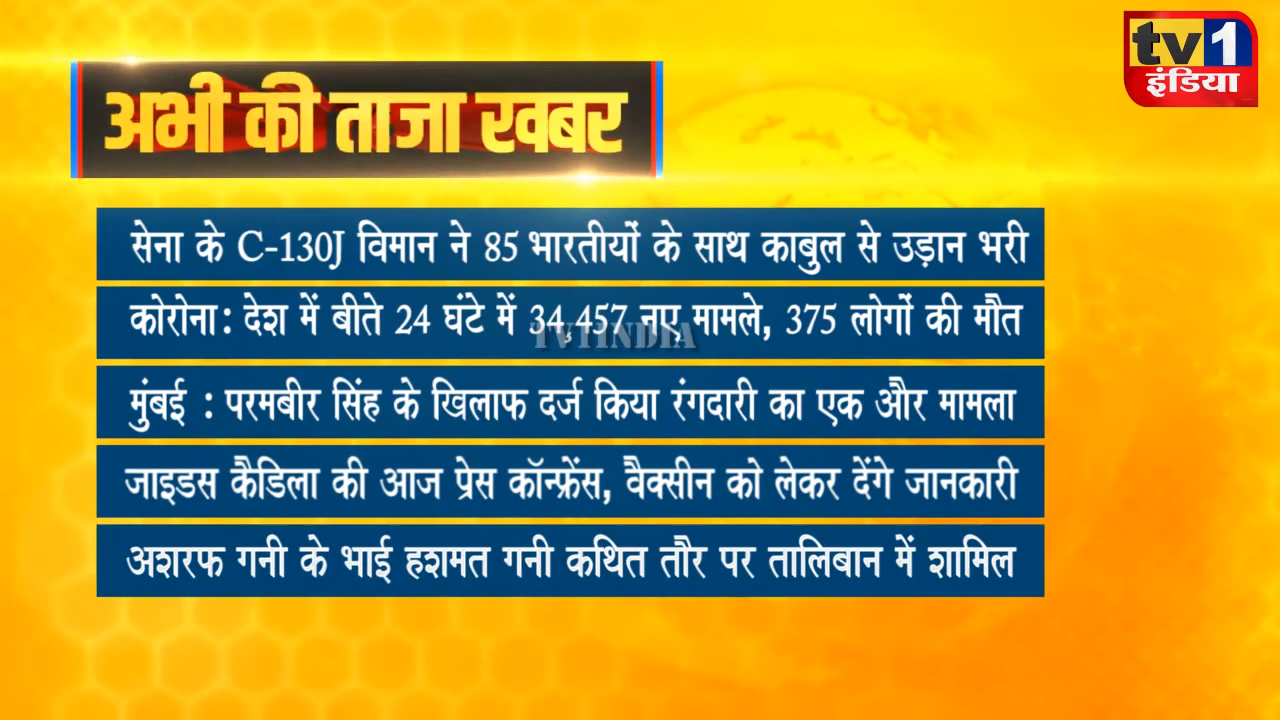 tv1
इंडिया
अभी की ताजा खबर
सेना के C-130J विमान ने 85 भारतीयों के साथ काबुल से उड़ान भरी
कोरोना: देश में बीते 24 घंटे में 34,457 नए मामले, 375 लोगों की मौत
TV1INDIA
मुंबई : परमबीर सिंह के खिलाफ दर्ज किया रंगदारी का एक और मामला
जाइडस कैडिला की आज प्रेस कॉन्फ्रेंस, वैक्सीन को लेकर देंगे जानकारी
अशरफ गनी के भाई हशमत गनी कथित तौर पर तालिबान में शामिल